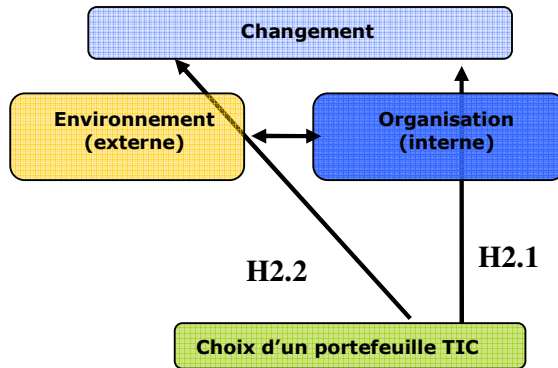 Changement
Environnement
(externe)
Organisation
(interne)
H2.2
H2.1
Choix d'un portefeuille TIC